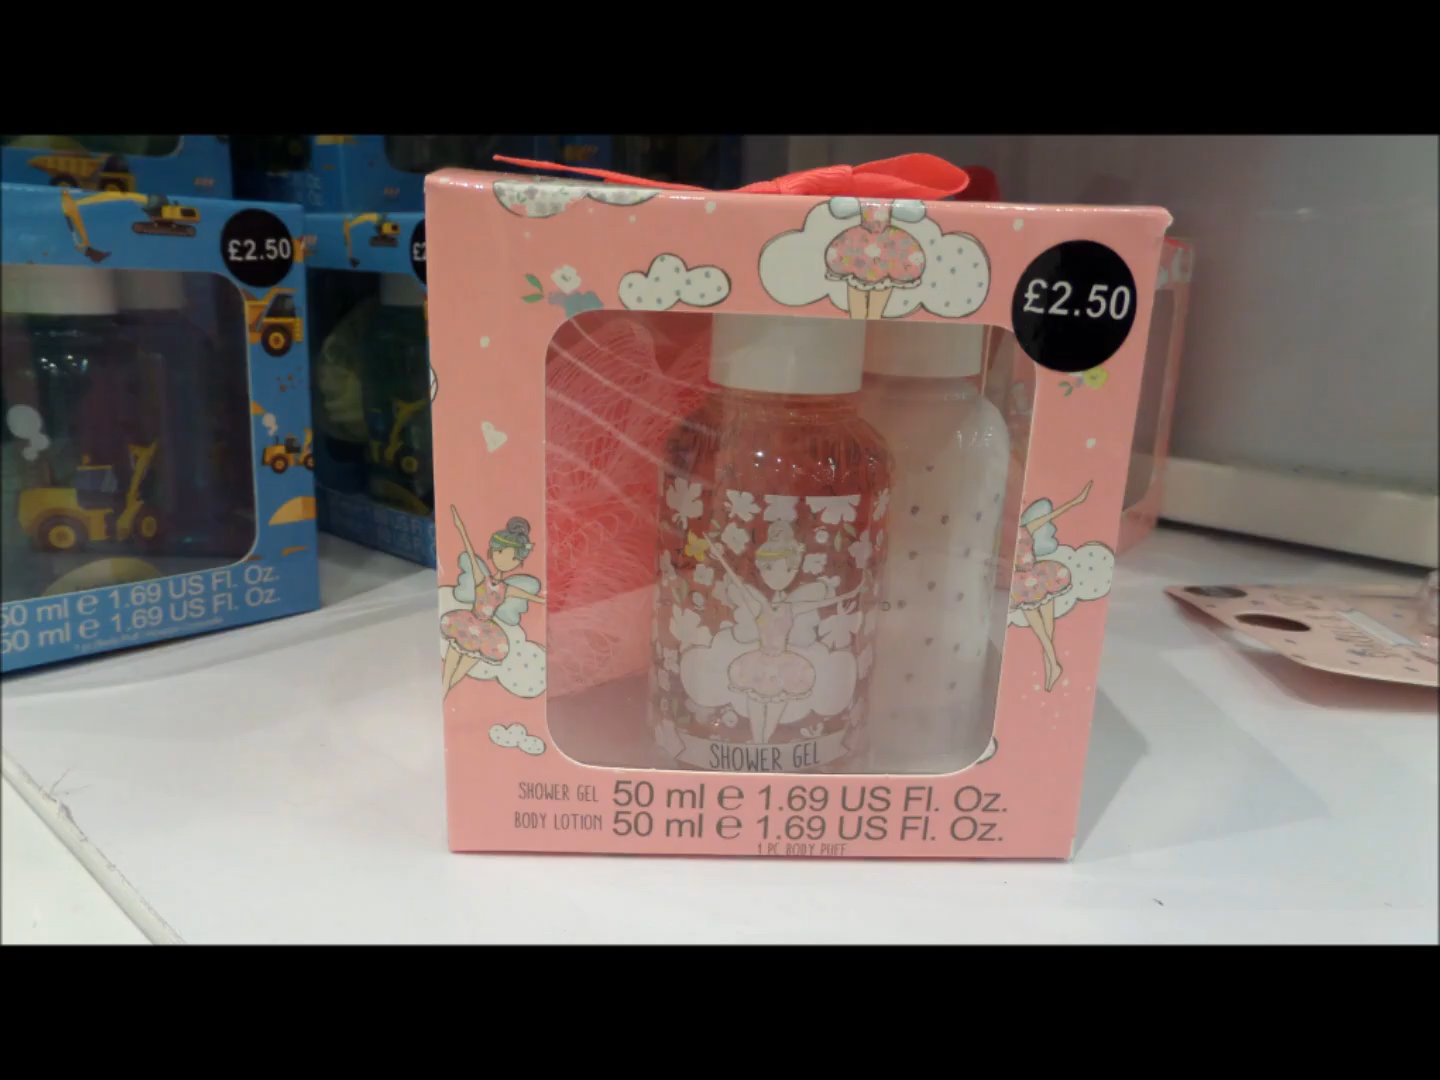 £2.50
£2
£2.50
50 ml e 1.69 US Fl. Oz.
50 ml e 1.69 US Fl. Oz.
SHOWER GEL
SHOWER GEL 50 ml e 1.69 US Fl. Oz.
BODY LOTION 50 ml e 1.69 US Fl. Oz.
1 PC BODY PUFF